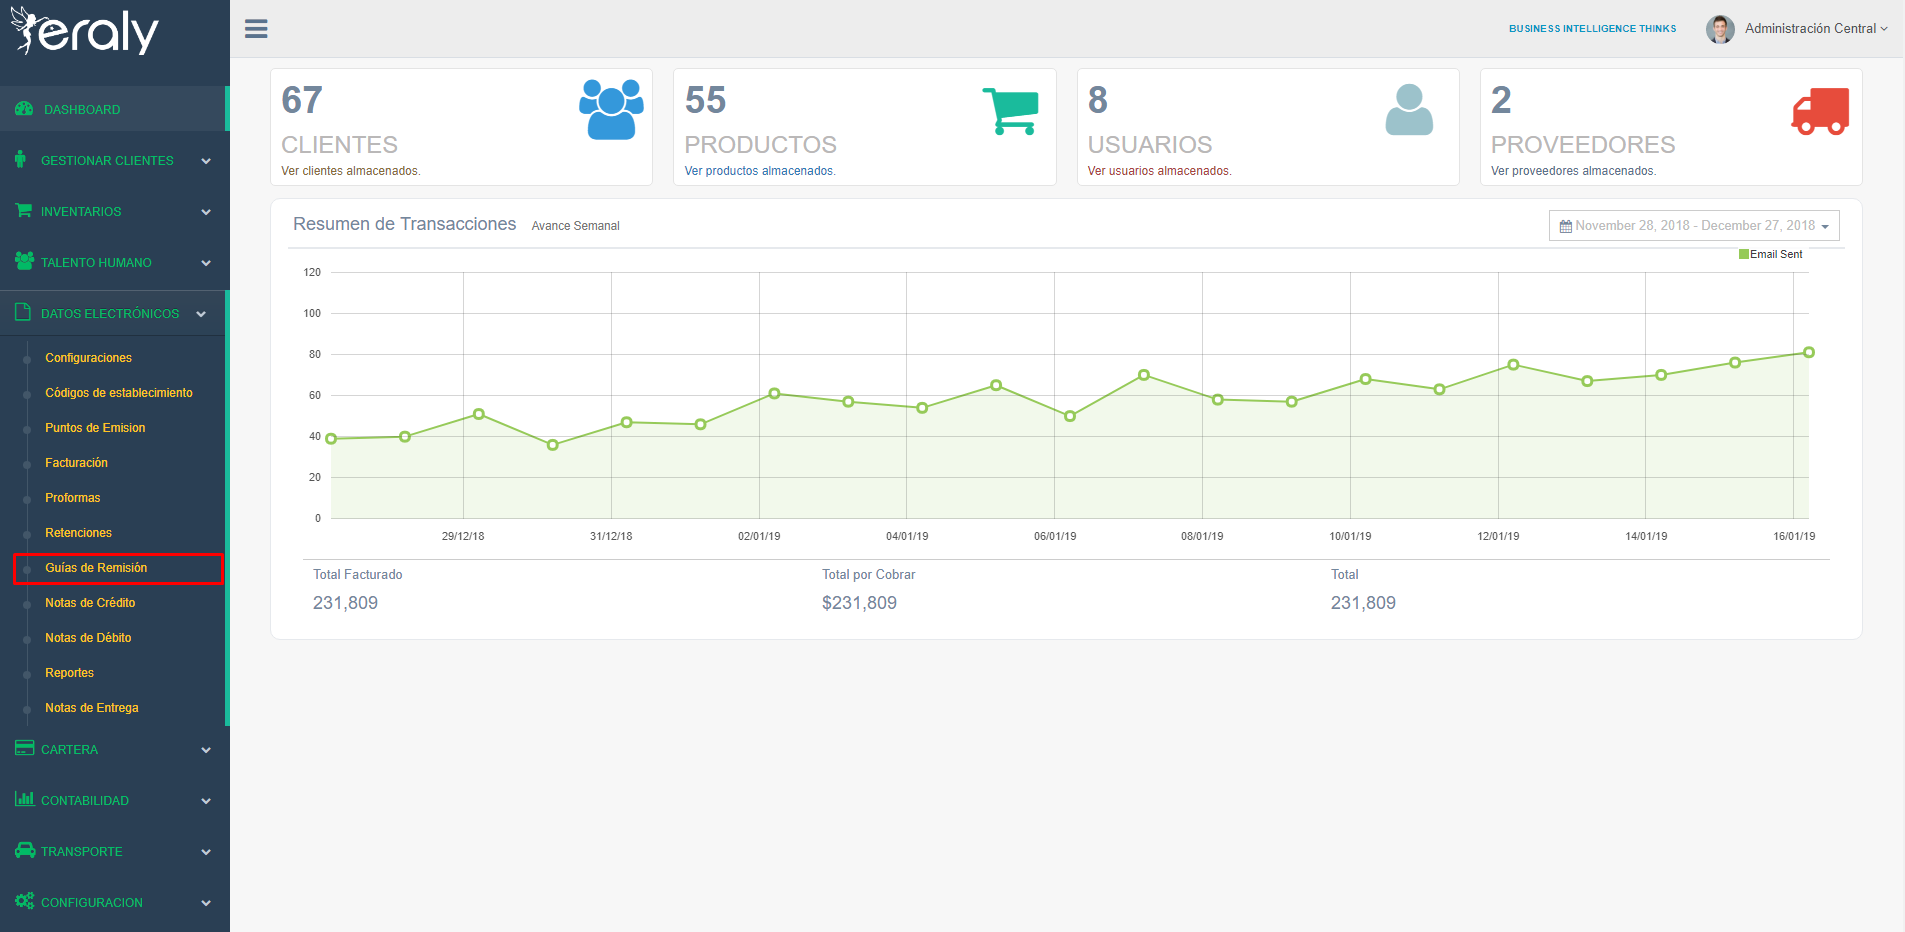 eraly
BUSINESS INTELLIGENCE THINKS
Administración Central
DASHBOARD
GESTIONAR CLIENTES
INVENTARIOS
TALENTO HUMANO
DATOS ELECTRÓNICOS
Configuraciones
Códigos de establecimiento
Puntos de Emision
Facturación
Proformas
Retenciones
Guías de Remisión
Notas de Crédito
Notas de Débito
Reportes
Notas de Entrega
CARTERA
CONTABILIDAD
TRANSPORTE
CONFIGURACION
67
CLIENTES
Ver clientes almacenados.
55
PRODUCTOS
Ver productos almacenados.
8
USUARIOS
Ver usuarios almacenados.
2
PROVEEDORES
Ver proveedores almacenados.
Resumen de Transacciones Avance Semanal
November 28, 2018 - December 27, 2018
Email Sent
120
100
80
60
40
20
0
29/12/18 31/12/18 02/01/19 04/01/19 06/01/19 08/01/19 10/01/19 12/01/19 14/01/19 16/01/19
Total Facturado
231,809
Total por Cobrar
$231,809
Total
231,809